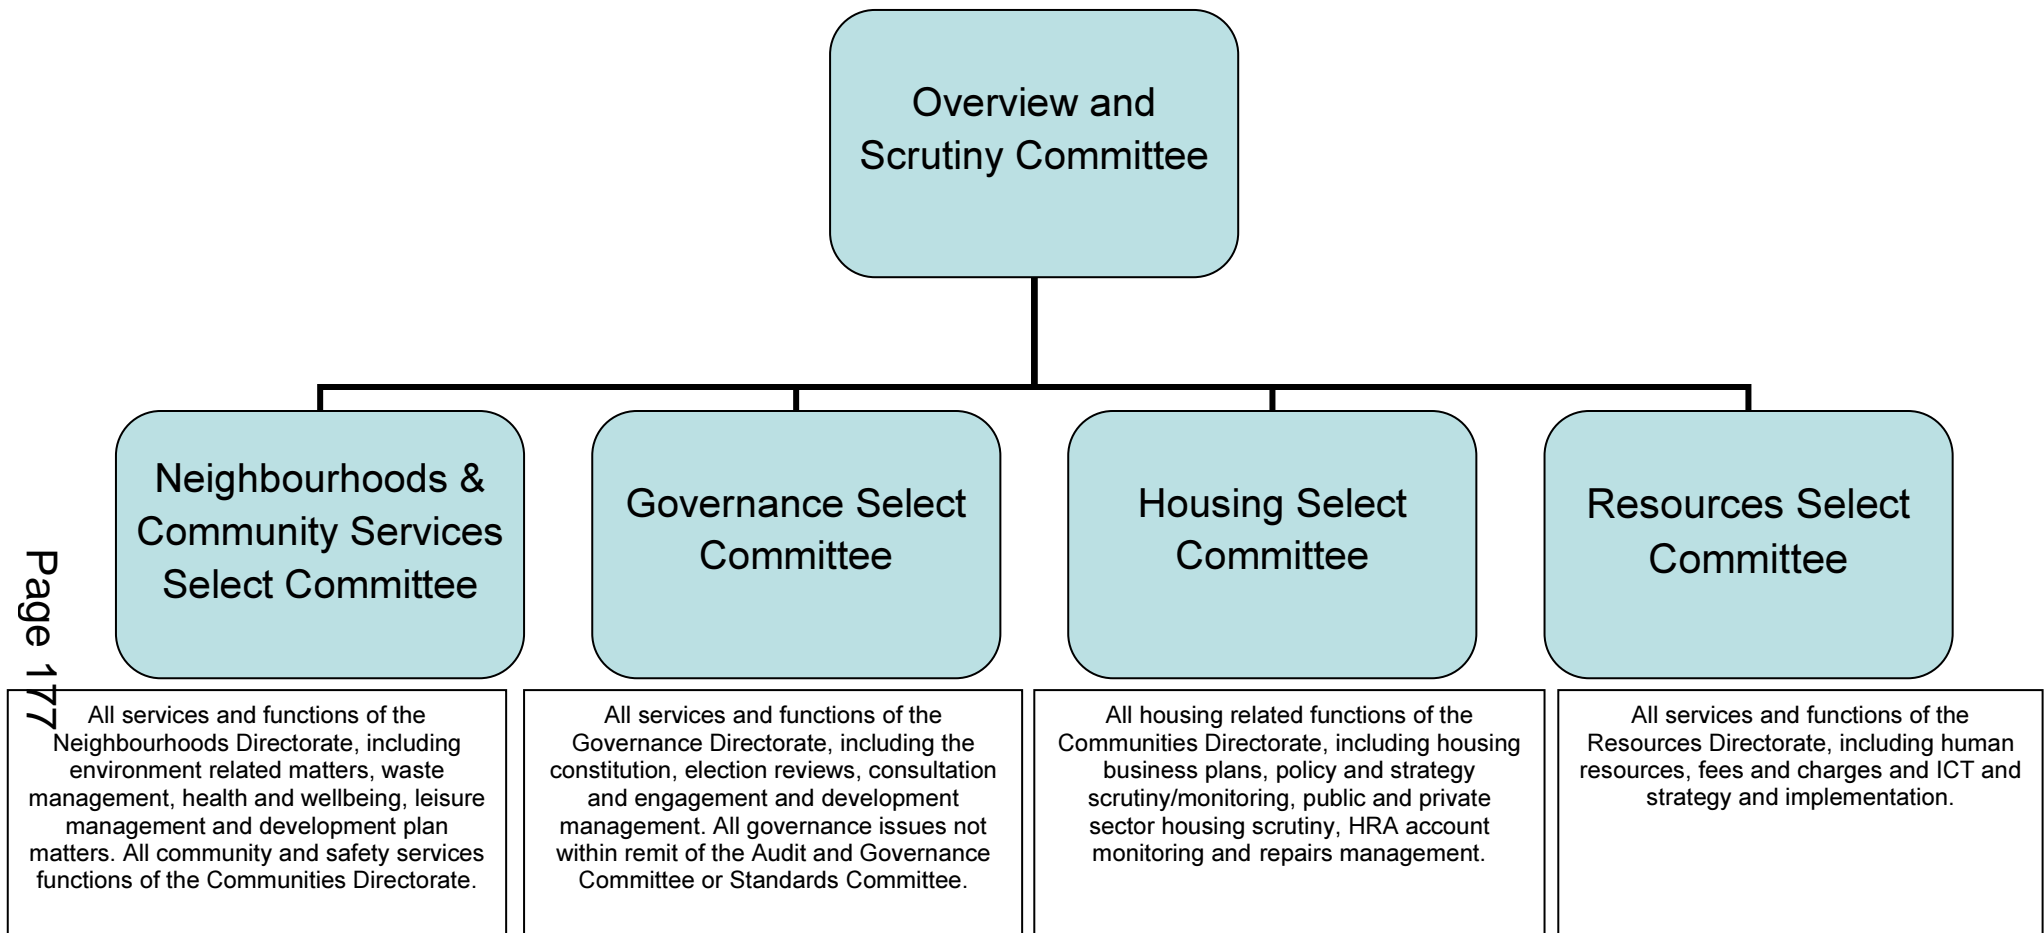 Overview and
Scrutiny Committee
Neighbourhoods &
Community Services
Select Committee
Governance Select
Committee
Housing Select
Committee
Resources Select
Committee
Page 177
All services and functions of the
Neighbourhoods Directorate, including
environment related matters, waste
management, health and wellbeing, leisure
management and development plan
matters. All community and safety services
functions of the Communities Directorate.
All services and functions of the
Governance Directorate, including the
constitution, election reviews, consultation
and engagement and development
management. All governance issues not
within remit of the Audit and Governance
Committee or Standards Committee.
All housing related functions of the
Communities Directorate, including housing
business plans, policy and strategy
scrutiny/monitoring, public and private
sector housing scrutiny, HRA account
monitoring and repairs management.
All services and functions of the
Resources Directorate, including human
resources, fees and charges and ICT and
strategy and implementation.